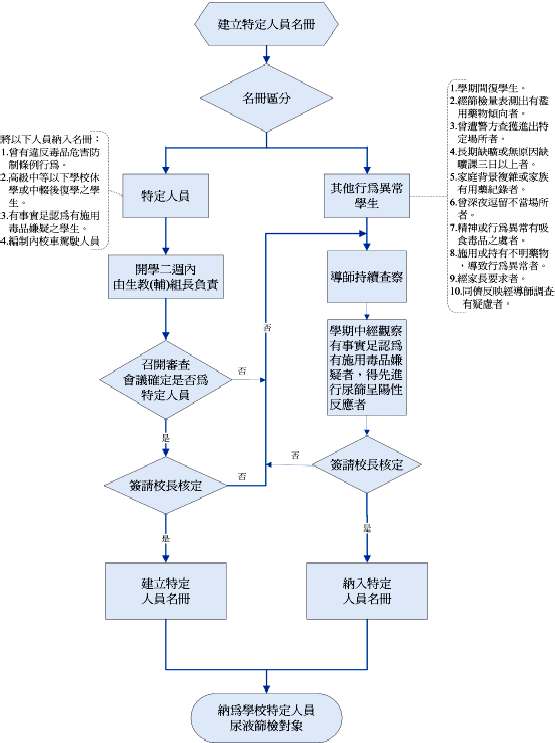 建立特定人員名冊
名冊區分
將以下人員納入名冊：
1.曾有違反毒品危害防
制條例行為。
2.高級中等以下學校休
學或中輟後復學之學
生。
3.有事實足認為有施用
毒品嫌疑之學生。
4.編制內校車駕駛人員
特定人員
其他行為異常
學生
1.學期間復學生。
2.經篩檢量表測出有濫
用藥物傾向者。
3.曾遭警方查獲進出特
定場所者。
4.長期缺曠或無原因缺
曠課三日以上者。
5.家庭背景複雜或家族
有用藥紀錄者。
6.曾深夜逗留不當場所
者。
7.精神或行為異常有吸
食毒品之虞者。
8.施用或持有不明藥物
，導致行為異常者。
9.經家長要求者。
10.同儕反映經導師調查
有疑慮者。
開學二週內
由生教(輔)組長負責
導師持續查察
否
學期中經觀察
有事實足認為
有施用毒品嫌
疑者，得先進
行尿篩呈陽性
反應者
召開審查
會議確定是否為
特定人員
否
是
簽請校長核定
否
否
簽請校長核定
是
是
建立特定
人員名冊
納入特定
人員名冊
納為學校特定人員
尿液篩檢對象